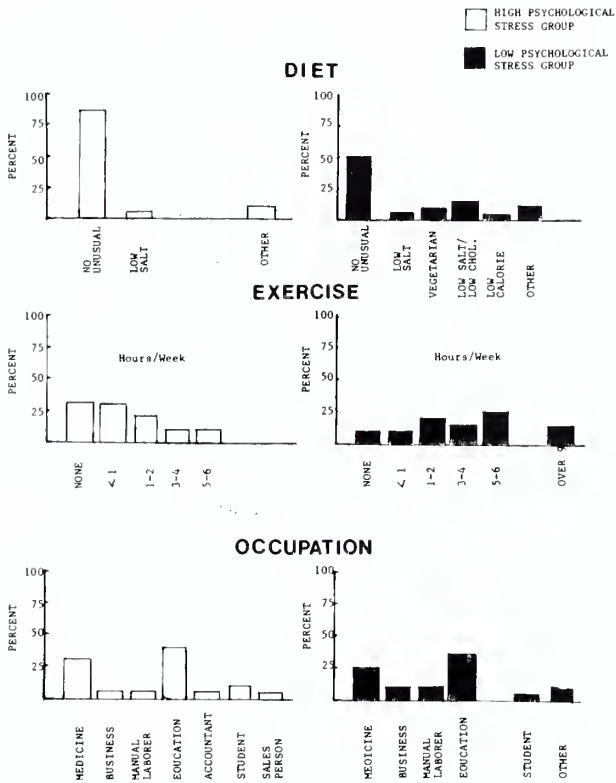 HIGH PSYCHOLOGICAL
STRESS GROUP
LOW PSYCHOLOGICAL
STRESS GROUP
DIET
100
75
50
25
PERCENT
NO
UNUSUAL
LOW
SALT
OTHER
100
75
50
25
PERCENT
NO
UNUSUAL
LOW
SALT
VEGETARIAN
LOW SALT/
LOW CHOL.
LOW
CALORIE
OTHER
EXERCISE
100
75
50
25
PERCENT
Hours/Week
NONE
< 1
1-2
3-4
5-6
100
75
50
25
PERCENT
Hours/Week
NONE
< 1
1-2
3-4
5-6
OVER 9
OCCUPATION
100
75
50
25
PERCENT
MEDICINE
BUSINESS
MANUAL
LABORER
EDUCATION
ACCOUNTANT
STUDENT
SALES
PERSON
100
75
50
25
PERCENT
MEDICINE
BUSINESS
MANUAL
LABORER
EDUCATION
STUDENT
OTHER